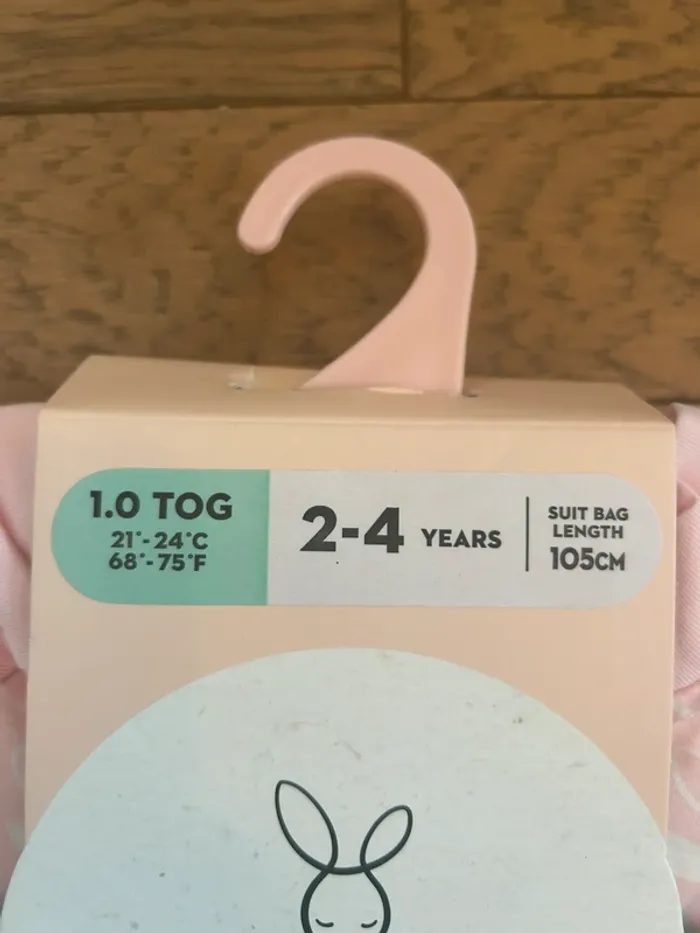 1.0 TOG
21°-24°C
68°-75°F
2-4 YEARS
SUIT BAG
LENGTH
105CM